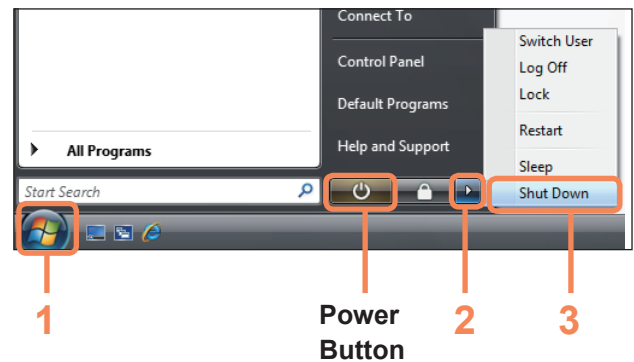 Connect To
Control Panel
Default Programs
Help and Support
All Programs
Start Search
Switch User
Log Off
Lock
Restart
Sleep
Shut Down
1
Power
Button
2
3